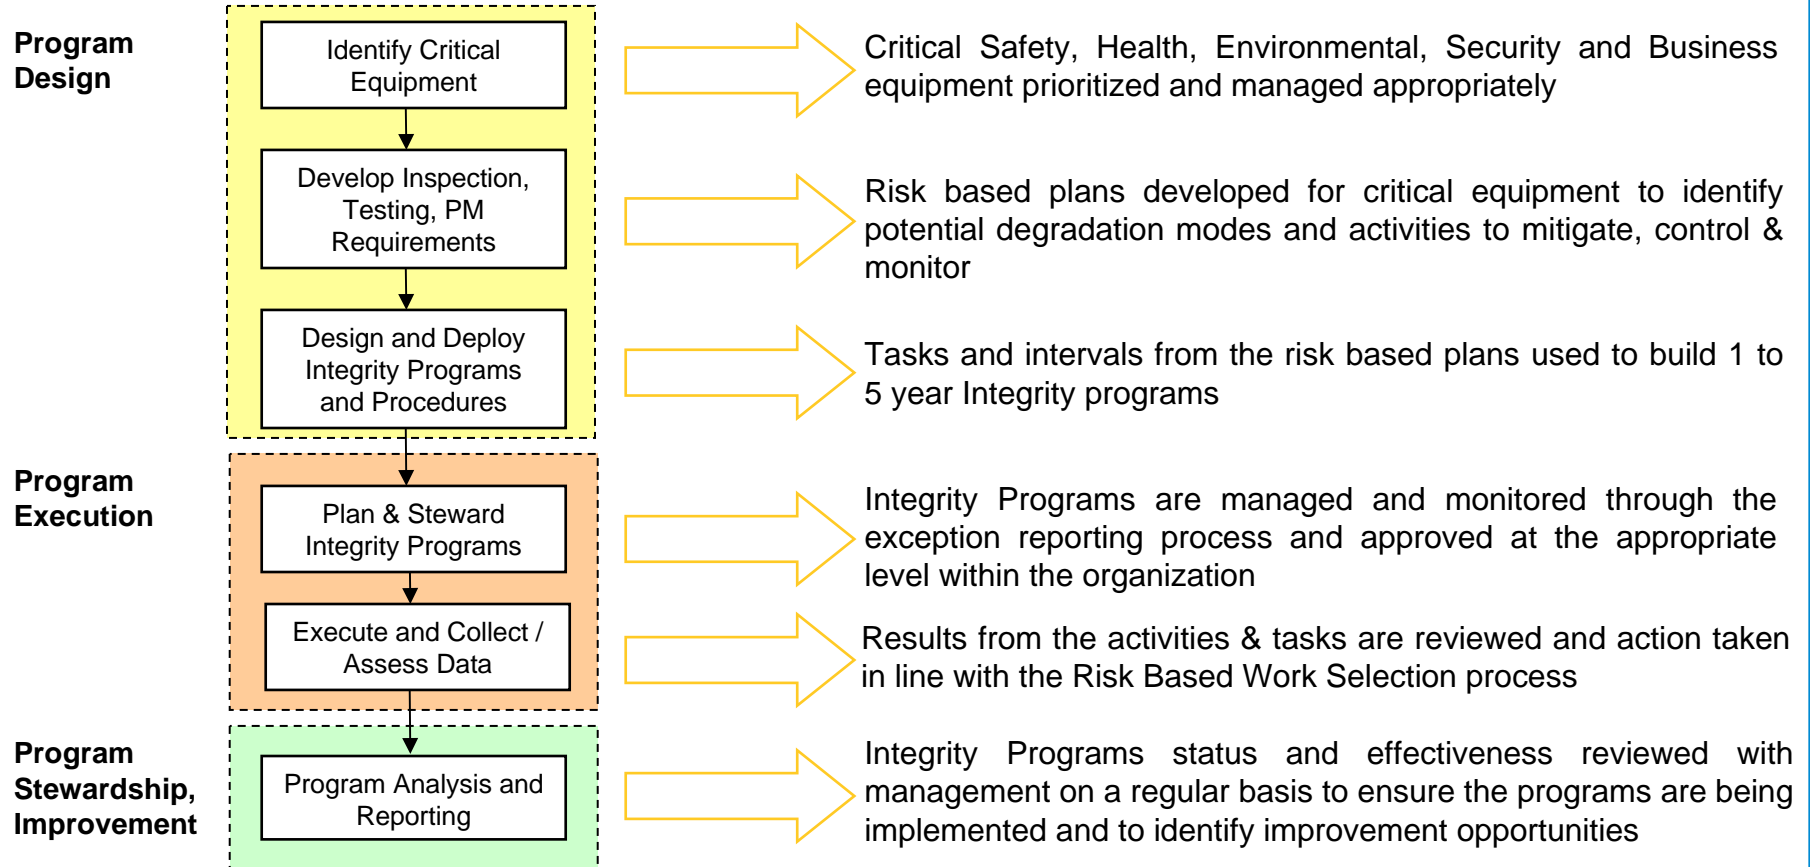 Program
Design
Identify Critical
Equipment
Critical Safety, Health, Environmental, Security and Business
equipment prioritized and managed appropriately
Develop Inspection,
Testing, PM
Requirements
Risk based plans developed for critical equipment to identify
potential degradation modes and activities to mitigate, control &
monitor
Design and Deploy
Integrity Programs
and Procedures
Tasks and intervals from the risk based plans used to build 1 to
5 year Integrity programs
Program
Execution
Plan & Steward
Integrity Programs
Integrity Programs are managed and monitored through the
exception reporting process and approved at the appropriate
level within the organization
Execute and Collect /
Assess Data
Results from the activities & tasks are reviewed and action taken
in line with the Risk Based Work Selection process
Program
Stewardship,
Improvement
Program Analysis and
Reporting
Integrity Programs status and effectiveness reviewed with
management on a regular basis to ensure the programs are being
implemented and to identify improvement opportunities